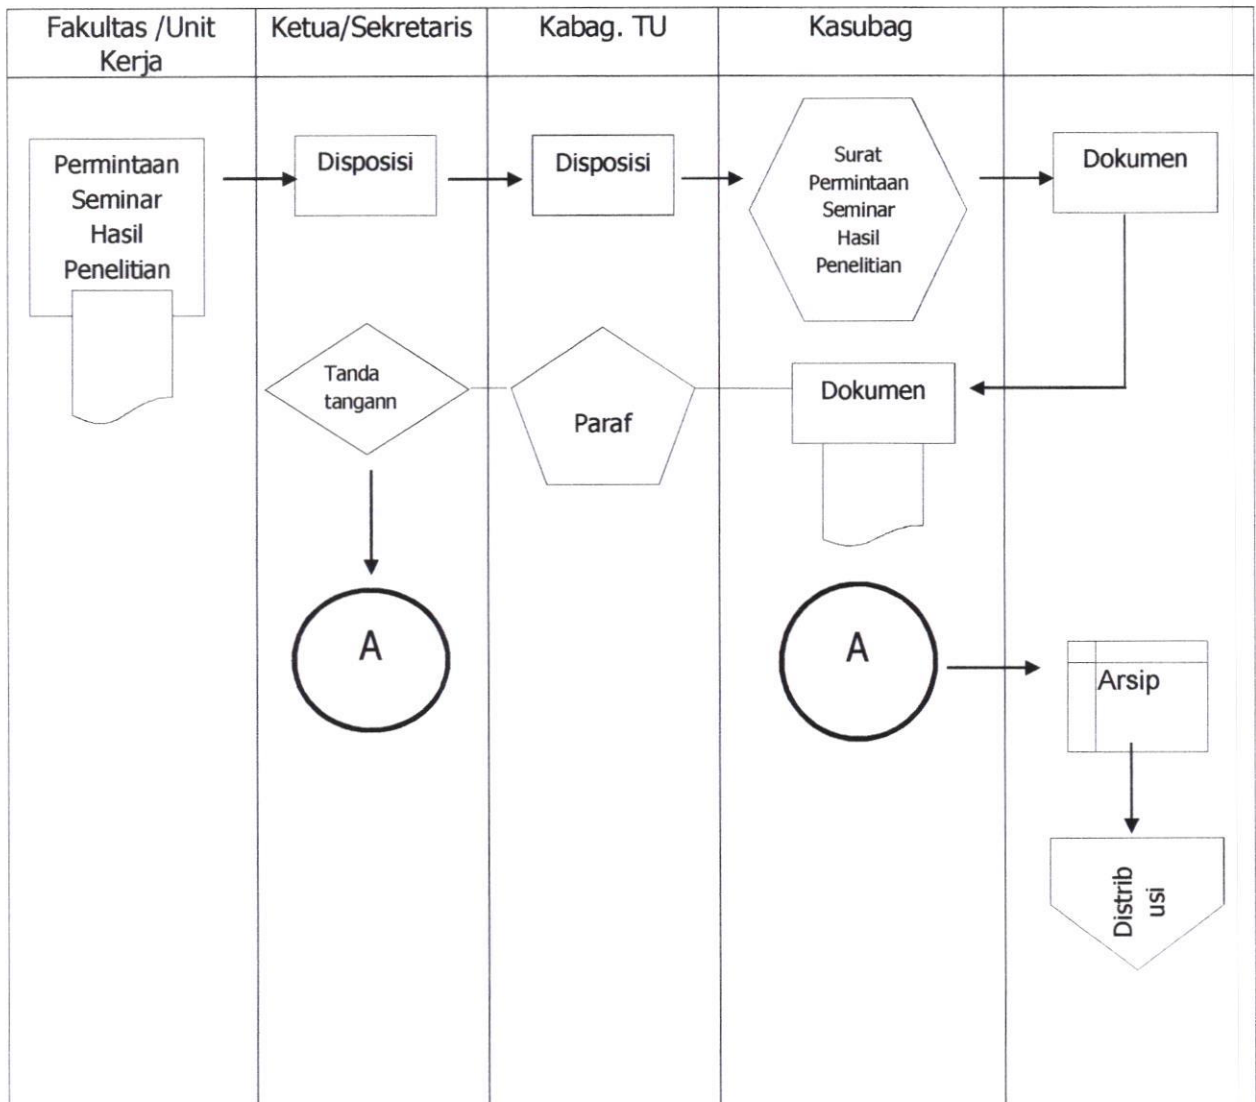 Fakultas /Unit
Kerja
Ketua/Sekretaris
Kabag. TU
Kasubag
Permintaan
Seminar
Hasil
Penelitian
Disposisi
Disposisi
Surat
Permintaan
Seminar
Hasil
Penelitian
Dokumen
Tanda
tangann
Paraf
Dokumen
A
A
Arsip
Distrib
usi